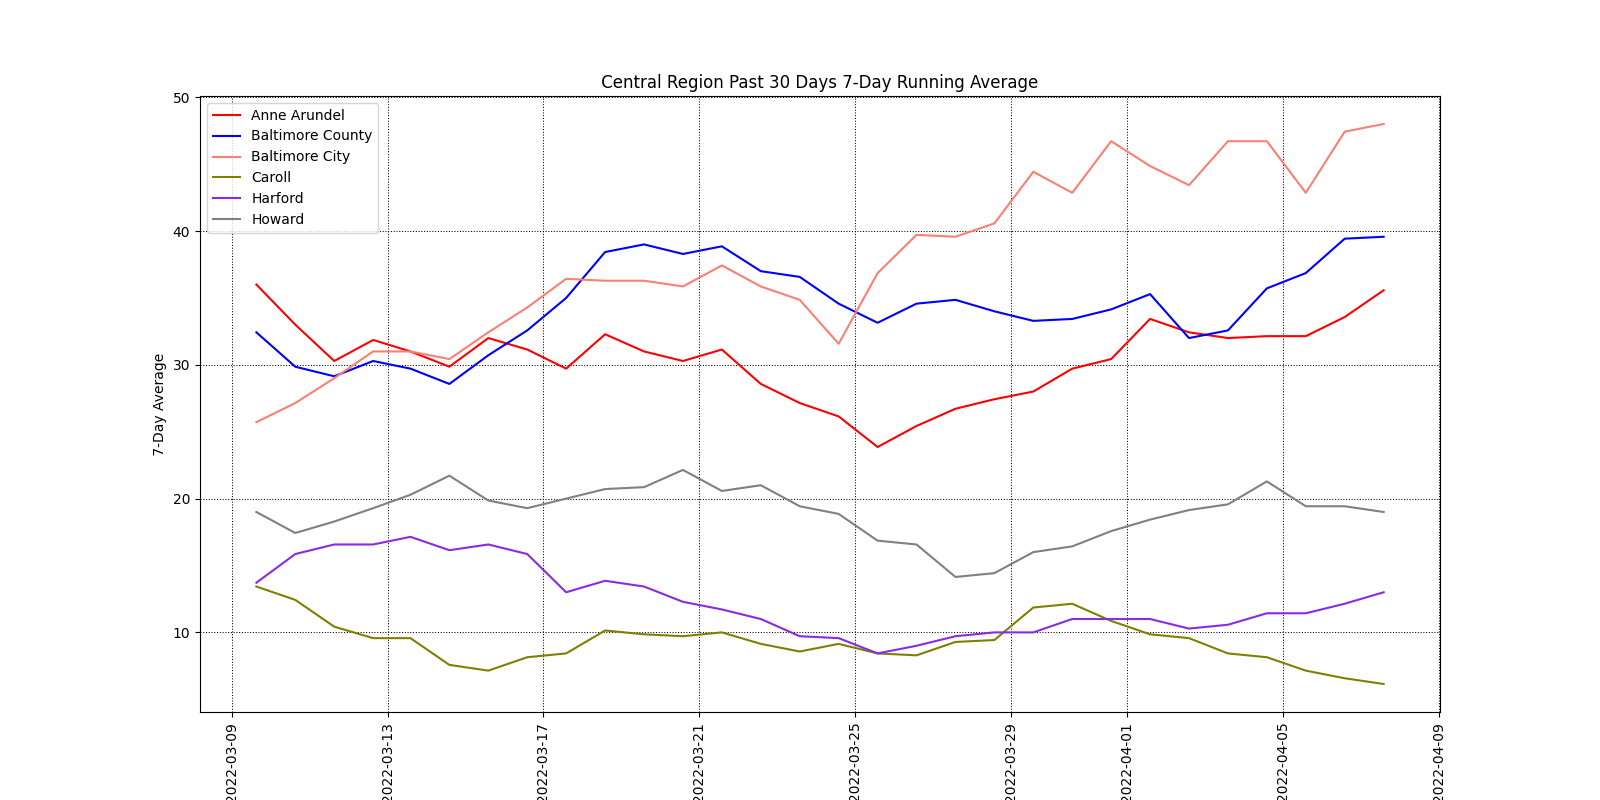 Central Region Past 30 Days 7-Day Running Average
50
40
30
20
10
7-Day Average
Anne Arundel
Baltimore County
Baltimore City
Caroll
Harford
Howard
2022-03-09
2022-03-13
2022-03-17
2022-03-21
2022-03-25
2022-03-29
2022-04-01
2022-04-05
2022-04-09